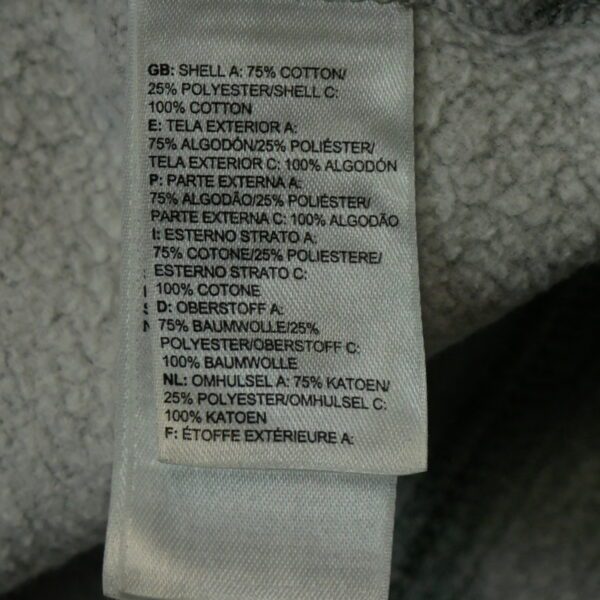 GB: SHELL A: 75% COTTON/
25% POLYESTER/SHELL C:
100% COTTON
E: TELA EXTERIOR A:
75% ALGODÓN/25% POLIÉSTER/
TELA EXTERIOR C: 100% ALGODÓN
P: PARTE EXTERNA A:
75% ALGODÃO/25% POLIÉSTER/
PARTE EXTERNA C: 100% ALGODÃO
I: ESTERNO STRATO A:
75% COTONE/25% POLIESTERE/
ESTERNO STRATO C:
100% COTONE
D: OBERSTOFF A:
75% BAUMWOLLE/25%
POLYESTER/OBERSTOFF C:
100% BAUMWOLLE
NL: OMHULSEL A: 75% KATOEN/
25% POLYESTER/OMHULSEL C:
100% KATOEN
F: ÉTOFFE EXTÉRIEURE A: